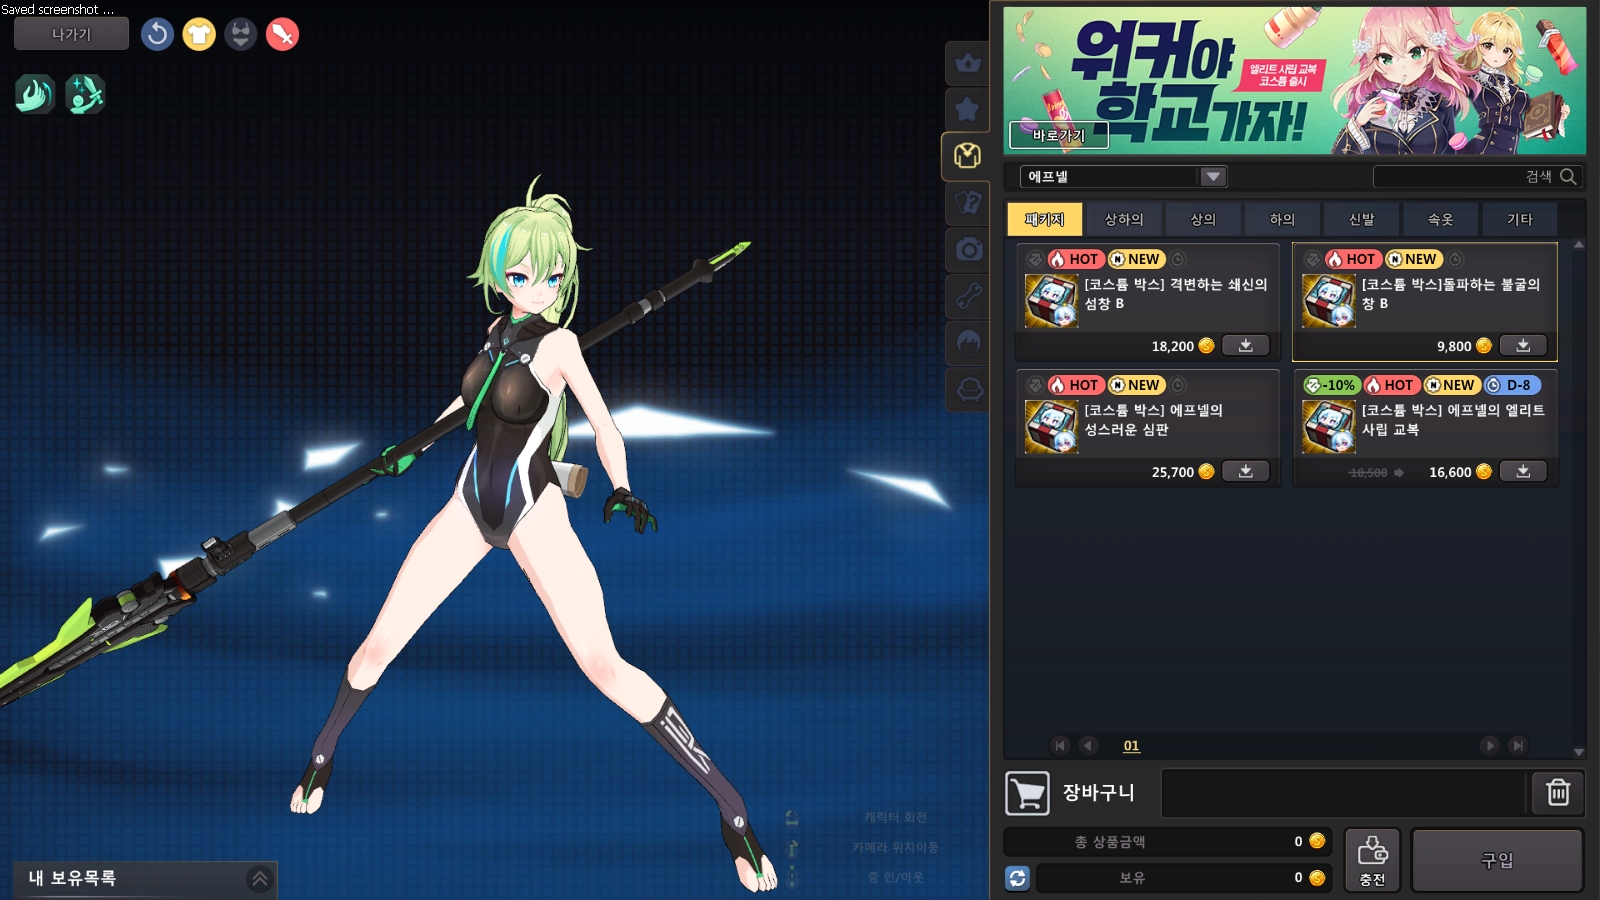 Saved screenshot ...
나가기
워커야
학교가자!
엘리트 사립 교복
코스튬 출시
바로가기
에프넬
검색
패키지
상하의
상의
하의
신발
속옷
기타
HOT NEW
[코스튬 박스] 격변하는 쇄신의
섬창 B
18,200
HOT NEW
[코스튬 박스]돌파하는 불굴의
창 B
9,800
HOT NEW
[코스튬 박스] 에프넬의
성스러운 심판
25,700
-10% HOT NEW D-8
[코스튬 박스] 에프넬의 엘리트
사립 교복
18,500 16,600
01
장바구니
총 상품금액 0
보유 0
충전
구입
캐릭터 회전
카메라 위치이동
줌 인/아웃
내 보유목록